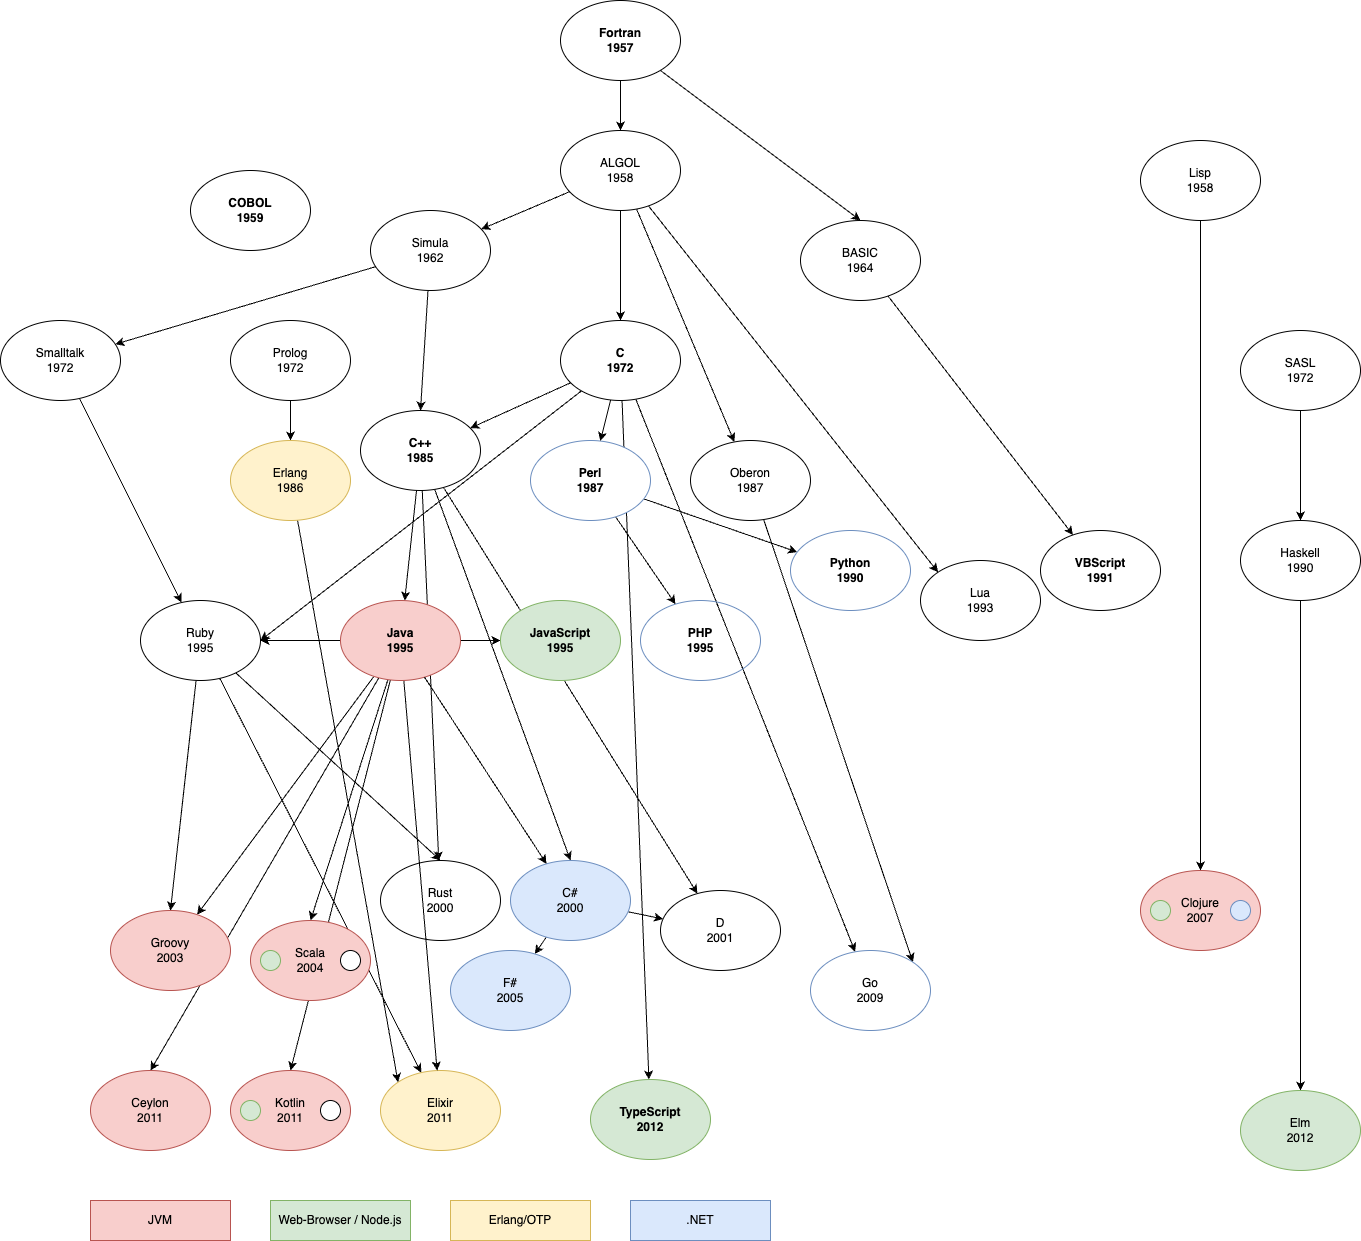 Fortran
1957
ALGOL
1958
Lisp
1958
COBOL
1959
Simula
1962
BASIC
1964
Smalltalk
1972
Prolog
1972
C
1972
SASL
1972
C++
1985
Erlang
1986
Perl
1987
Oberon
1987
Python
1990
VBScript
1991
Haskell
1990
Lua
1993
Ruby
1995
Java
1995
JavaScript
1995
PHP
1995
Rust
2000
C#
2000
D
2001
Clojure
2007
Groovy
2003
Scala
2004
F#
2005
Go
2009
Ceylon
2011
Kotlin
2011
Elixir
2011
TypeScript
2012
Elm
2012
JVM
Web-Browser / Node.js
Erlang/OTP
.NET